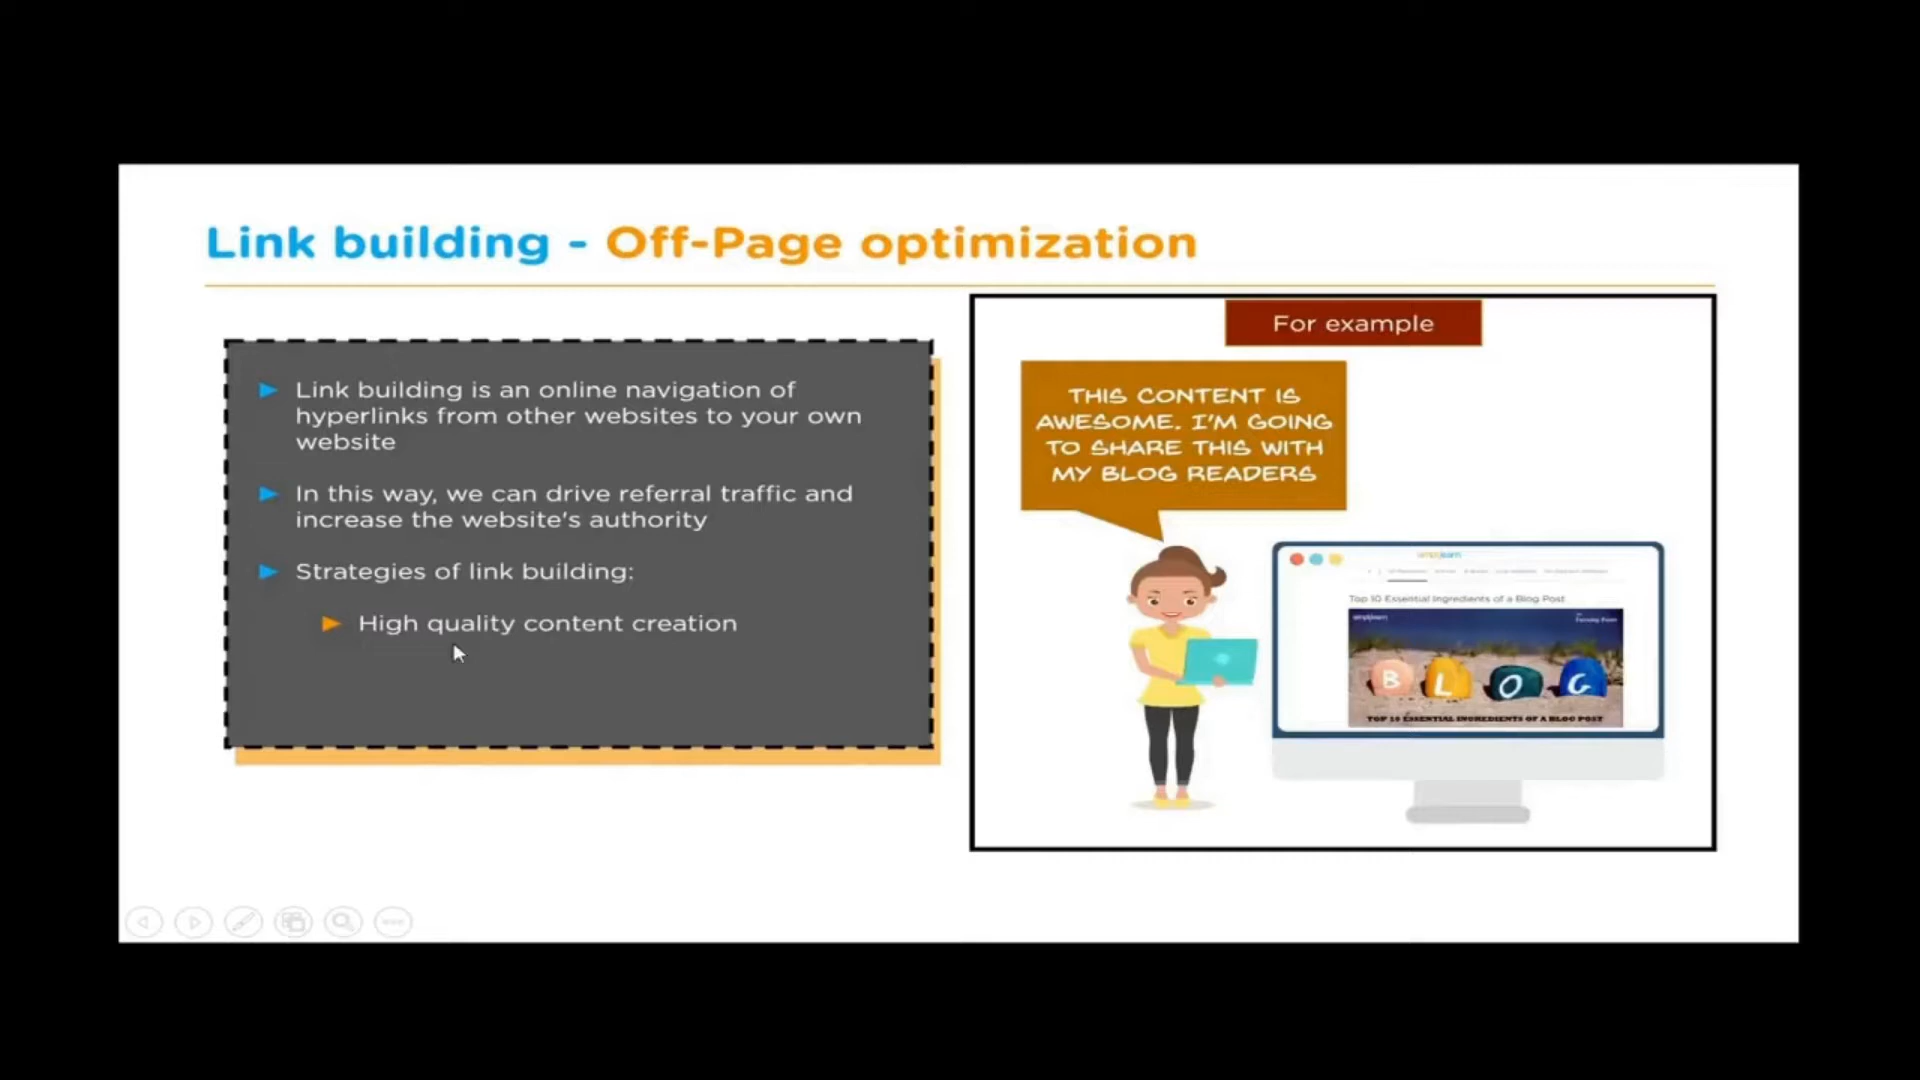 Link building - Off-Page optimization
Link building is an online navigation of
hyperlinks from other websites to your own
website
In this way, we can drive referral traffic and
increase the website's authority
Strategies of link building:
High quality content creation
For example
THIS CONTENT IS
AWESOME. I'M GOING
TO SHARE THIS WITH
MY BLOG READERS
simplilearn
Top 10 Essential Ingredients of a Blog Post
simplilearn
BLOG
TOP 10 ESSENTIAL INGREDIENTS OF A BLOG POST